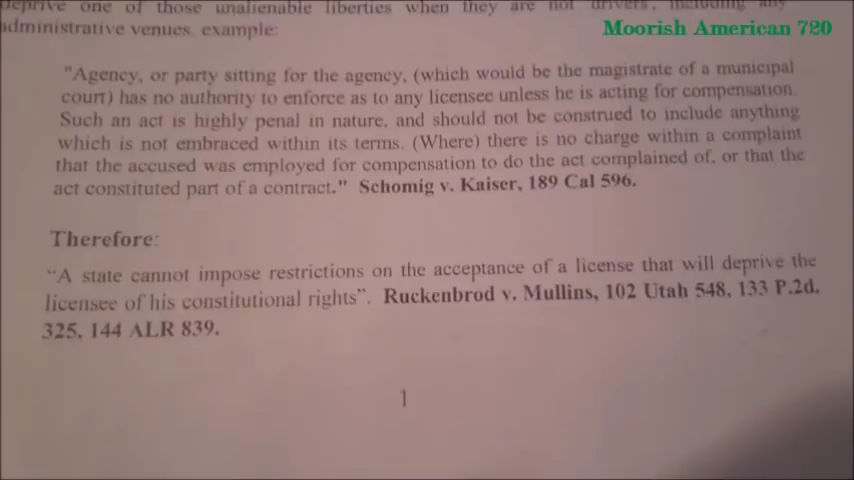 deprive one of those unalienable liberties when they are not drivers, including any
administrative venues. example:
Moorish American 720
"Agency, or party sitting for the agency, (which would be the magistrate of a municipal
court) has no authority to enforce as to any licensee unless he is acting for compensation.
Such an act is highly penal in nature, and should not be construed to include anything
which is not embraced within its terms. (Where) there is no charge within a complaint
that the accused was employed for compensation to do the act complained of, or that the
act constituted part of a contract." Schomig v. Kaiser, 189 Cal 596.
Therefore:
"A state cannot impose restrictions on the acceptance of a license that will deprive the
licensee of his constitutional rights". Ruckenbrod v. Mullins, 102 Utah 548, 133 P.2d.
325, 144 ALR 839.
1